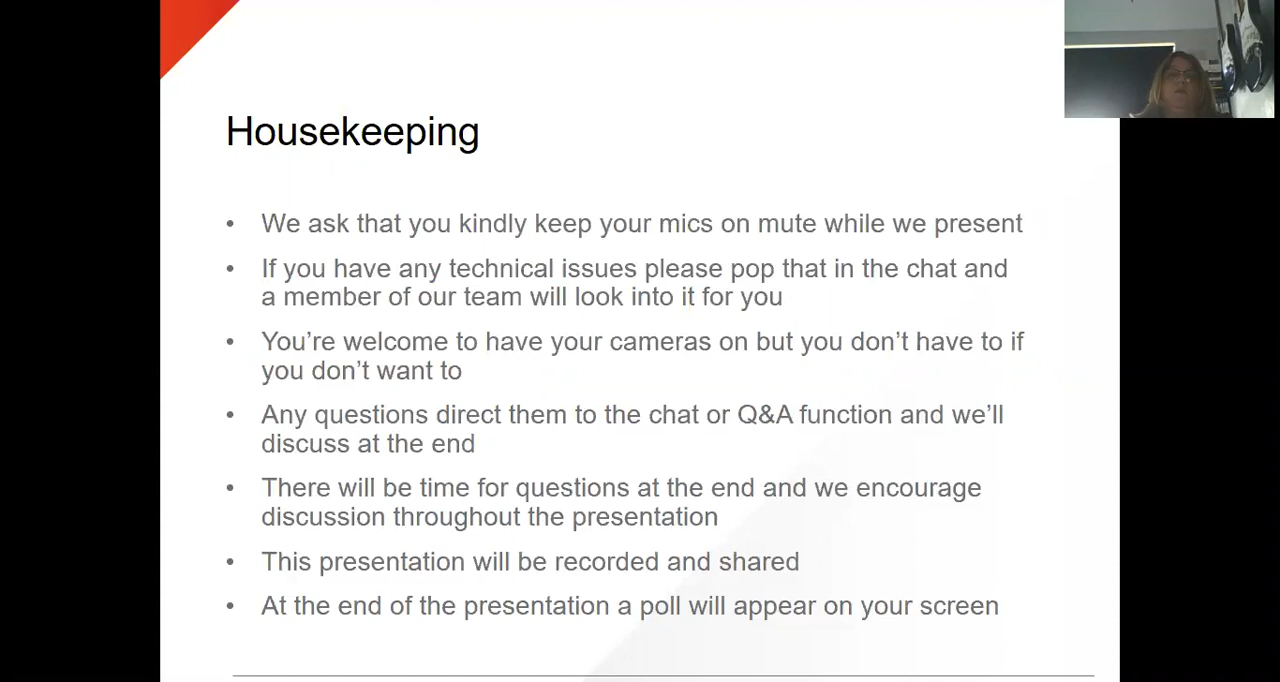 Housekeeping
• We ask that you kindly keep your mics on mute while we present
• If you have any technical issues please pop that in the chat and
a member of our team will look into it for you
• You’re welcome to have your cameras on but you don’t have to if
you don’t want to
• Any questions direct them to the chat or Q&A function and we’ll
discuss at the end
• There will be time for questions at the end and we encourage
discussion throughout the presentation
• This presentation will be recorded and shared
• At the end of the presentation a poll will appear on your screen